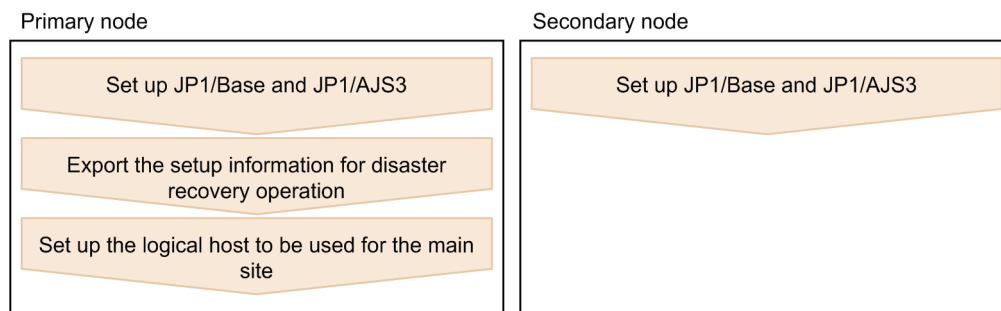 Primary node
Set up JP1/Base and JP1/AJS3
Export the setup information for disaster
recovery operation
Set up the logical host to be used for the main
site
Secondary node
Set up JP1/Base and JP1/AJS3